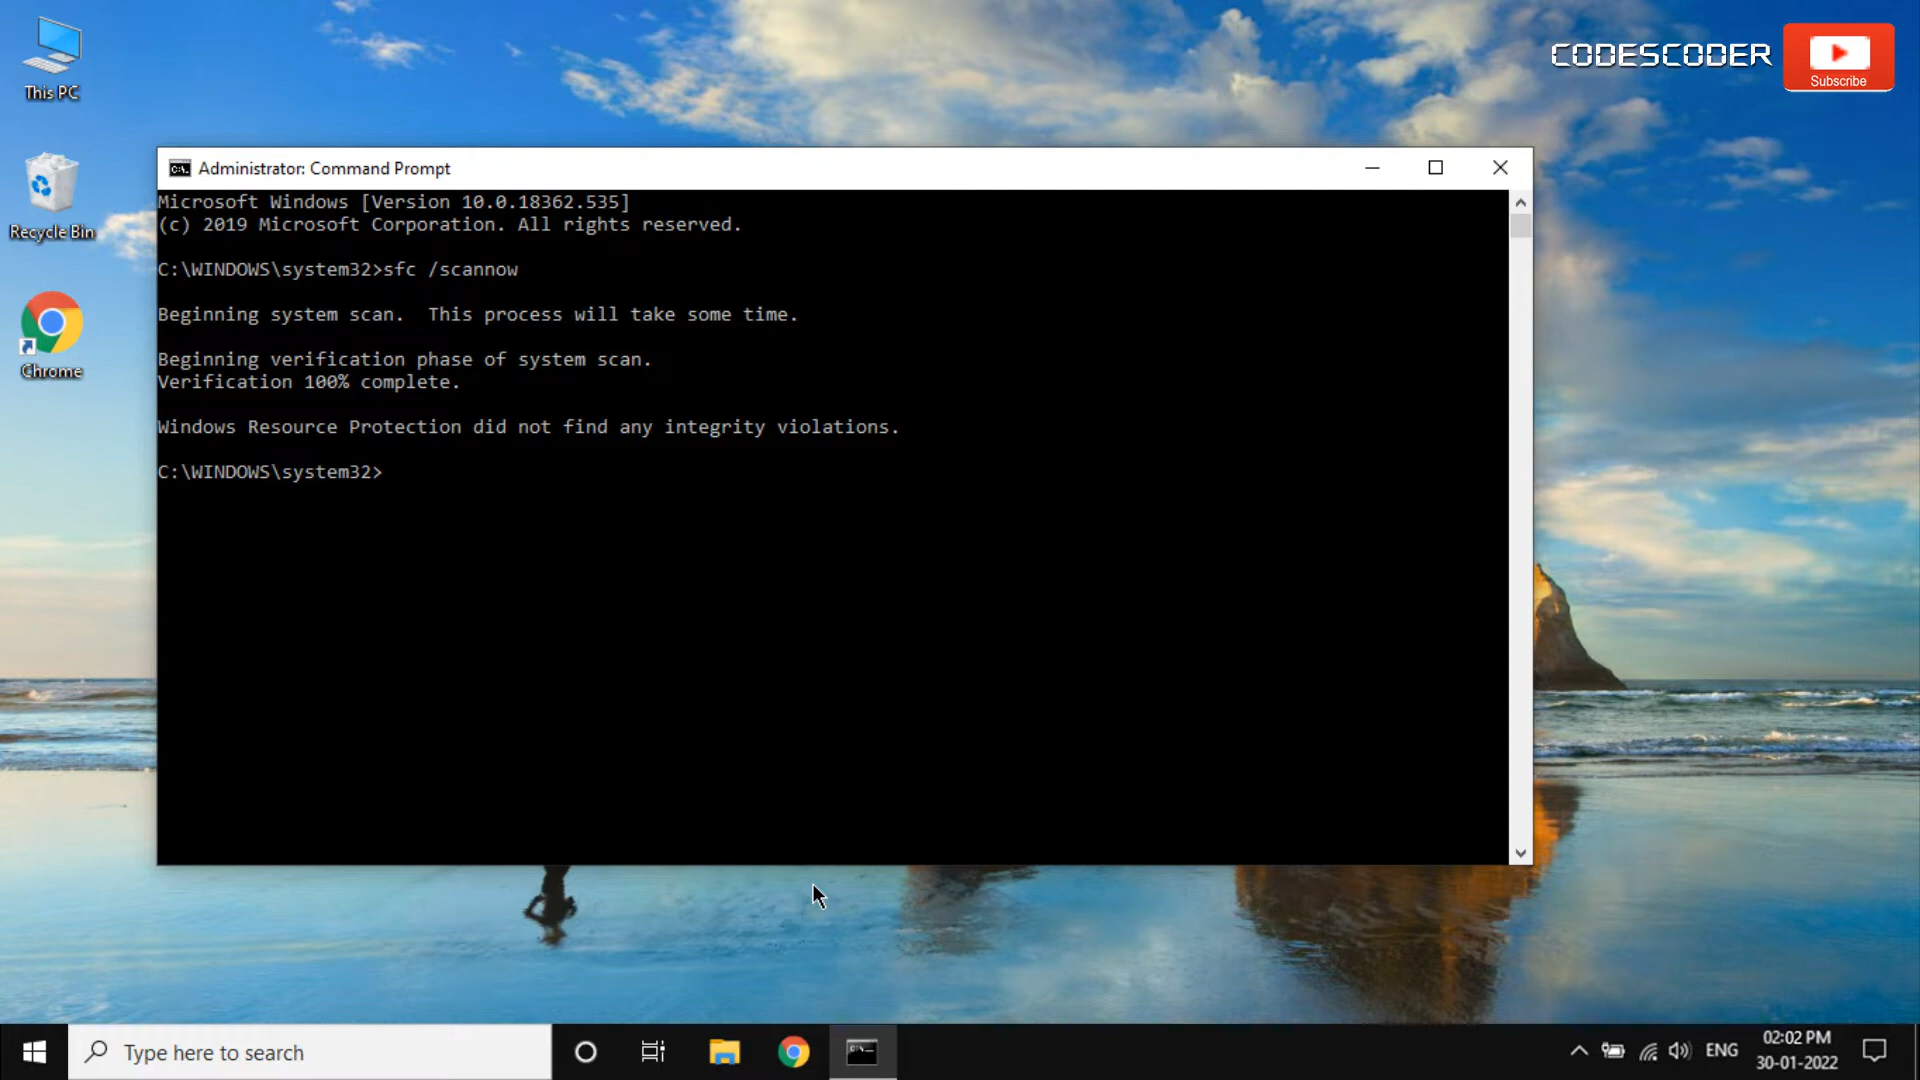 This PC
Recycle Bin
Chrome
CODESCODER
Subscribe
Administrator: Command Prompt
Microsoft Windows [Version 10.0.18362.535]
(c) 2019 Microsoft Corporation. All rights reserved.
C:\WINDOWS\system32>sfc /scannow
Beginning system scan.  This process will take some time.
Beginning verification phase of system scan.
Verification 100% complete.
Windows Resource Protection did not find any integrity violations.
C:\WINDOWS\system32>
Type here to search
ENG
02:02 PM
30-01-2022